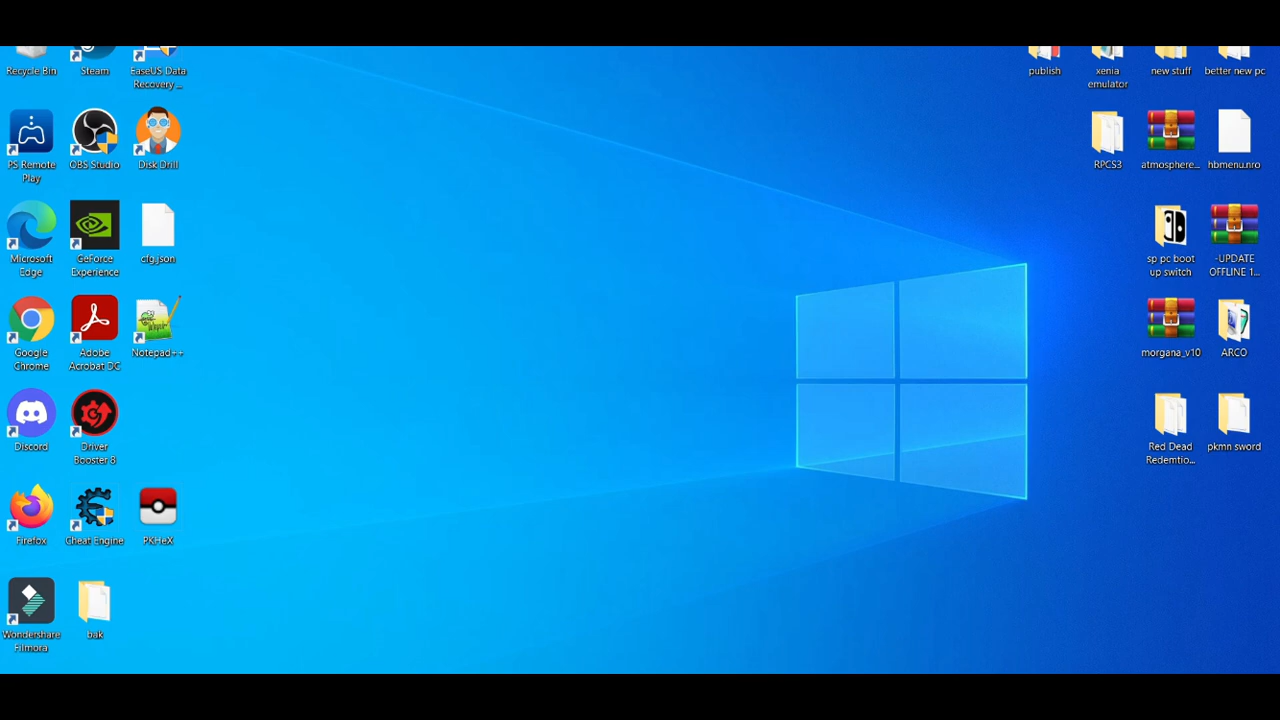 Recycle Bin
Steam
EaseUS Data
Recovery ...
publish
xenia
emulator
new stuff
better new pc
PS Remote
Play
OBS Studio
Disk Drill
RPCS3
atmosphere...
hbmenu.nro
Microsoft
Edge
GeForce
Experience
cfg.json
sp pc boot
up switch
-UPDATE
OFFLINE 1...
Google
Chrome
Adobe
Acrobat DC
Notepad++
morgana_v10
ARCO
Discord
Driver
Booster 8
Red Dead
Redemtio...
pkmn sword
Firefox
Cheat Engine
PKHeX
Wondershare
Filmora
bak